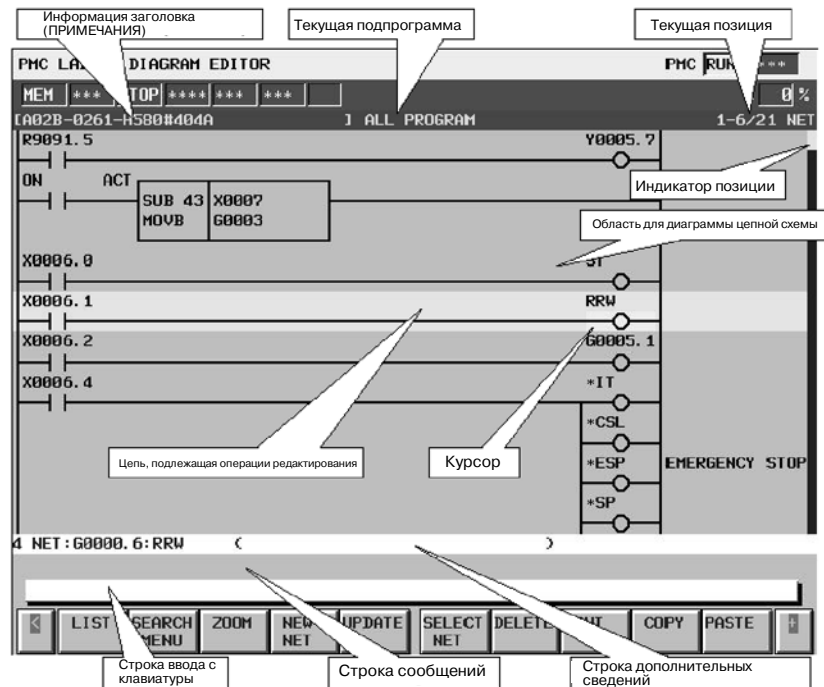 Информация заголовка
(ПРИМЕЧАНИЯ)
Текущая подпрограмма
Текущая позиция
PMC DIAGRAM EDITOR PMC
MEM *** **** *** *** 0 %
[A02B-0261-H580#404A ] ALL PROGRAM 1-6/21 NET
R9091.5 Y0005.7
ON ACT
SUB 43 X0007
MOVB G0003
Индикатор позиции
Область для диаграммы цепной схемы
X0006.0
X0006.1 RRW
X0006.2 G0005.1
X0006.4 *IT
*CSL
Цепь, подлежащая операции редактирования
Курсор
*ESP EMERGENCY STOP
*SP
4 NET:G0000.6:RRW ( )
< LIST SEARCH MENU ZOOM NEW NET UPDATE SELECT NET DELETE COPY PASTE +
Строка ввода с
клавиатуры
Строка сообщений
Строка дополнительных
сведений